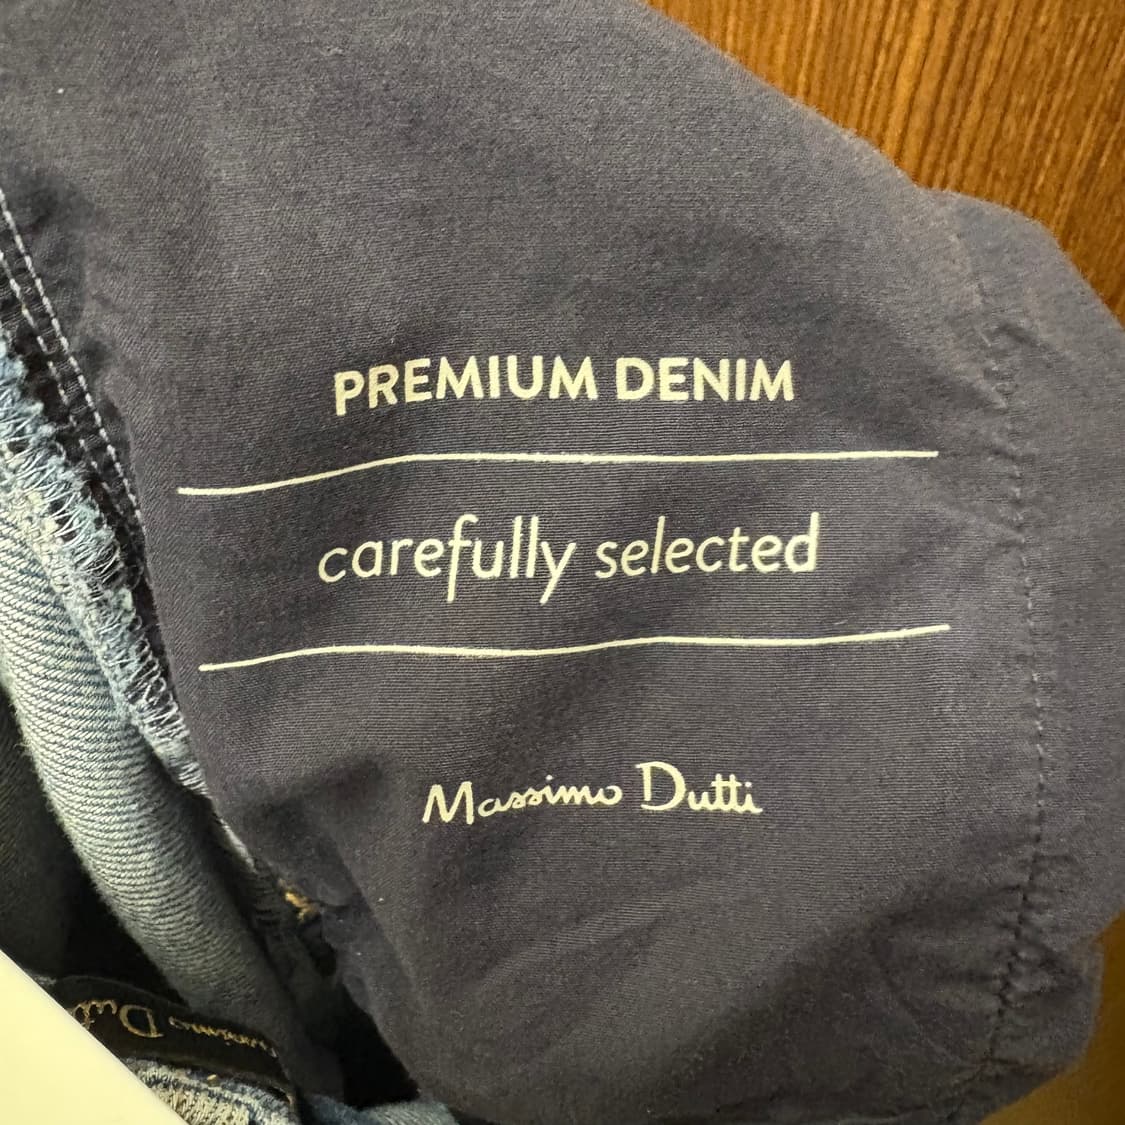 PREMIUM DENIM
carefully selected
Massimo Dutti